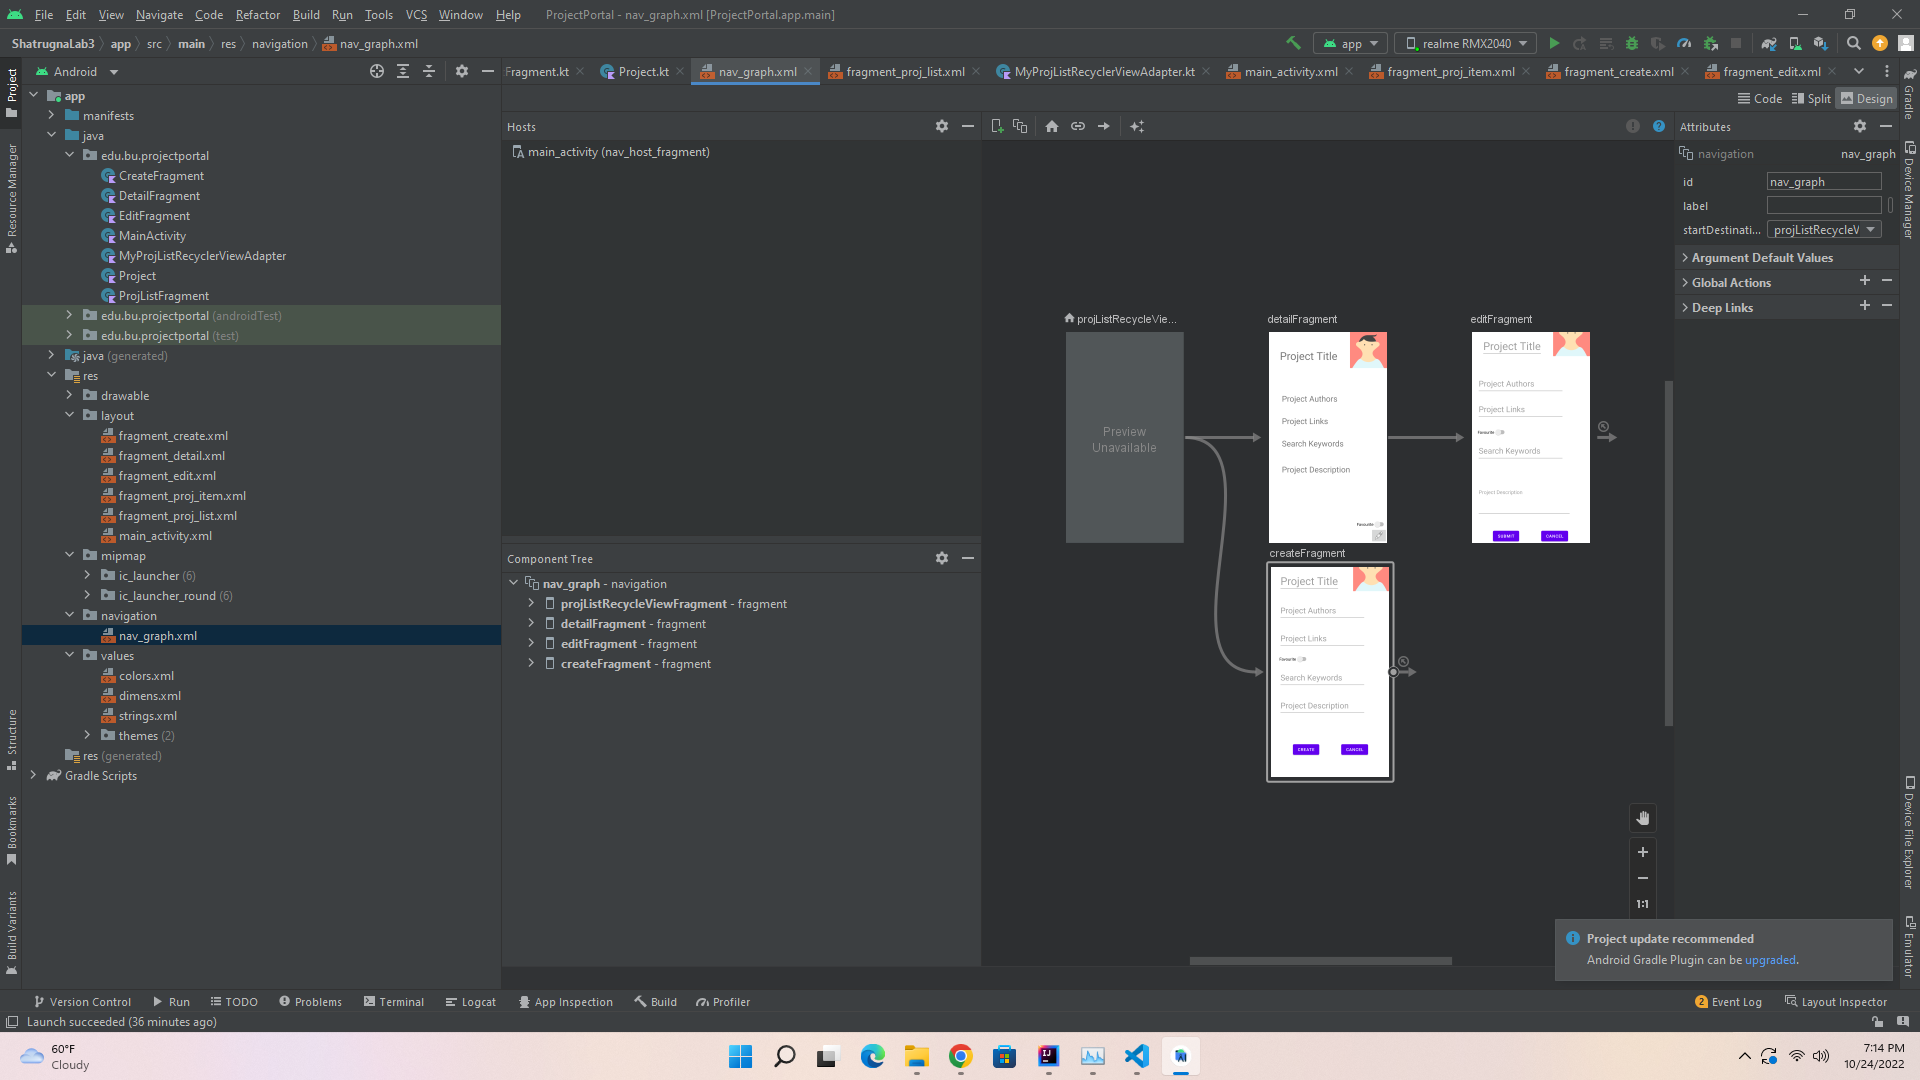 File Edit View Navigate Code Refactor Build Run Tools VCS Window Help ProjectPortal - nav_graph.xml [ProjectPortal.app.main]
ShatrugnaLab3 app src main res navigation nav_graph.xml
app realme RMX2040
Android
Fragment.kt Project.kt nav_graph.xml fragment_proj_list.xml MyProjListRecyclerViewAdapter.kt main_activity.xml fragment_proj_item.xml fragment_create.xml fragment_edit.xml
Code Split Design
Project
Resource Manager
Structure
Bookmarks
Build Variants
app
manifests
java
edu.bu.projectportal
CreateFragment
DetailFragment
EditFragment
MainActivity
MyProjListRecyclerViewAdapter
Project
ProjListFragment
edu.bu.projectportal (androidTest)
edu.bu.projectportal (test)
java (generated)
res
drawable
layout
fragment_create.xml
fragment_detail.xml
fragment_edit.xml
fragment_proj_item.xml
fragment_proj_list.xml
main_activity.xml
mipmap
ic_launcher (6)
ic_launcher_round (6)
navigation
nav_graph.xml
values
colors.xml
dimens.xml
strings.xml
themes (2)
res (generated)
Gradle Scripts
Hosts
main_activity (nav_host_fragment)
Component Tree
nav_graph - navigation
projListRecycleViewFragment - fragment
detailFragment - fragment
editFragment - fragment
createFragment - fragment
projListRecycleVie...
Preview
Unavailable
detailFragment
Project Title
Project Authors
Project Links
Search Keywords
Project Description
Favourite
editFragment
Project Title
Project Authors
Project Links
Favourite
Search Keywords
Project Description
SUBMIT CANCEL
createFragment
Project Title
Project Authors
Project Links
Favourite
Search Keywords
Project Description
CREATE CANCEL
1:1
Attributes
navigation nav_graph
id nav_graph
label
startDestinati... projListRecycleV
Argument Default Values
Global Actions
Deep Links
Gradle
Device Manager
Device File Explorer
Emulator
Project update recommended
Android Gradle Plugin can be upgraded.
Version Control Run TODO Problems Terminal Logcat App Inspection Build Profiler 2 Event Log Layout Inspector
Launch succeeded (36 minutes ago)
60°F
Cloudy
7:14 PM
10/24/2022